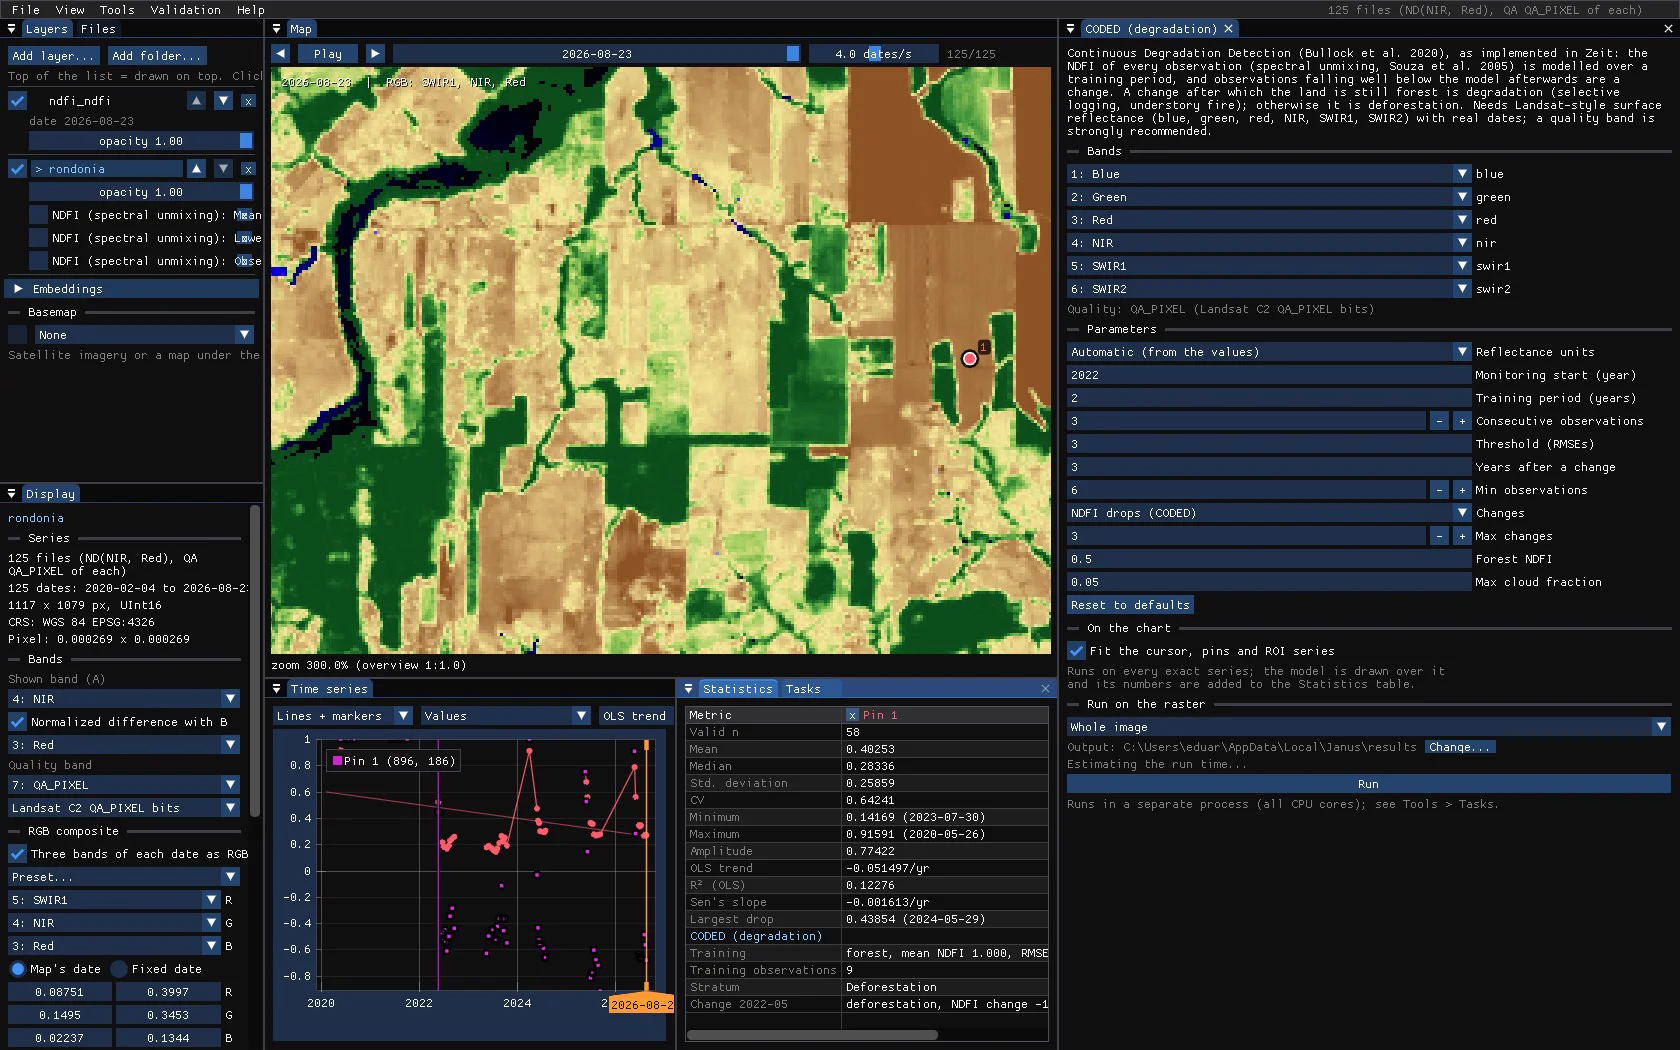 File View Tools Validation Help
125 files (ND(NIR, Red), QA QA_PIXEL of each)
Layers Files
Add layer... Add folder...
Top of the list = drawn on top. Clic
ndfi_ndfi x
date 2026-08-23
opacity 1.00
> rondonia x
opacity 1.00
NDFI (spectral unmixing):
NDFI (spectral unmixing):
NDFI (spectral unmixing):
Embeddings
Basemap
None
Satellite imagery or a map under the
Display
rondonia
Series
125 files (ND(NIR, Red), QA
QA_PIXEL of each)
125 dates: 2020-02-04 to 2026-08-2
1117 x 1079 px, UInt16
CRS: WGS 84 EPSG:4326
Pixel: 0.000269 x 0.000269
Bands
Shown band (A)
4: NIR
Normalized difference with B
3: Red
Quality band
7: QA_PIXEL
Landsat C2 QA_PIXEL bits
RGB composite
Three bands of each date as RGB
Preset...
5: SWIR1 R
4: NIR G
3: Red B
Map's date Fixed date
0.08751 0.3997 R
0.1495 0.3453 G
0.02237 0.1344 B
Map
Play 2026-08-23 4.0 dates/s 125/125
2026-08-23 | RGB: SWIR1, NIR, Red
1
zoom 300.0% (overview 1:1.0)
Time series
Lines + markers Values OLS trend
Pin 1 (896, 186)
1
0.8
0.6
0.4
0.2
0
-0.2
-0.4
-0.6
-0.8
2020 2022 2024 2 2026-08-2
Statistics Tasks
Metric x Pin 1
Valid n 58
Mean 0.40253
Median 0.28336
Std. deviation 0.25859
CV 0.64241
Minimum 0.14169 (2023-07-30)
Maximum 0.91591 (2020-05-26)
Amplitude 0.77422
OLS trend -0.051497/yr
R² (OLS) 0.12276
Sen's slope -0.001613/yr
Largest drop 0.43854 (2024-05-29)
CODED (degradation)
Training forest, mean NDFI 1.000, RMSE
Training observations 9
Stratum Deforestation
Change 2022-05 deforestation, NDFI change -1
CODED (degradation)
Continuous Degradation Detection (Bullock et al. 2020), as implemented in Zeit: the
NDFI of every observation (spectral unmixing, Souza et al. 2005) is modelled over a
training period, and observations falling well below the model afterwards are a
change. A change after which the land is still forest is degradation (selective
logging, understory fire); otherwise it is deforestation. Needs Landsat-style surface
reflectance (blue, green, red, NIR, SWIR1, SWIR2) with real dates; a quality band is
strongly recommended.
Bands
1: Blue blue
2: Green green
3: Red red
4: NIR nir
5: SWIR1 swir1
6: SWIR2 swir2
Quality: QA_PIXEL (Landsat C2 QA_PIXEL bits)
Parameters
Automatic (from the values) Reflectance units
2022 Monitoring start (year)
2 Training period (years)
3 - + Consecutive observations
3 Threshold (RMSEs)
3 Years after a change
6 - + Min observations
NDFI drops (CODED) Changes
3 - + Max changes
0.5 Forest NDFI
0.05 Max cloud fraction
Reset to defaults
On the chart
Fit the cursor, pins and ROI series
Runs on every exact series; the model is drawn over it
and its numbers are added to the Statistics table.
Run on the raster
Whole image
Output: C:\Users\eduar\AppData\Local\Janus\results Change...
Estimating the run time...
Run
Runs in a separate process (all CPU cores); see Tools > Tasks.